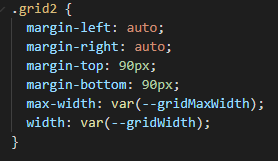 .grid2 {
margin-left: auto;
margin-right: auto;
margin-top: 90px;
margin-bottom: 90px;
max-width: var(--gridMaxWidth);
width: var(--gridWidth);
}